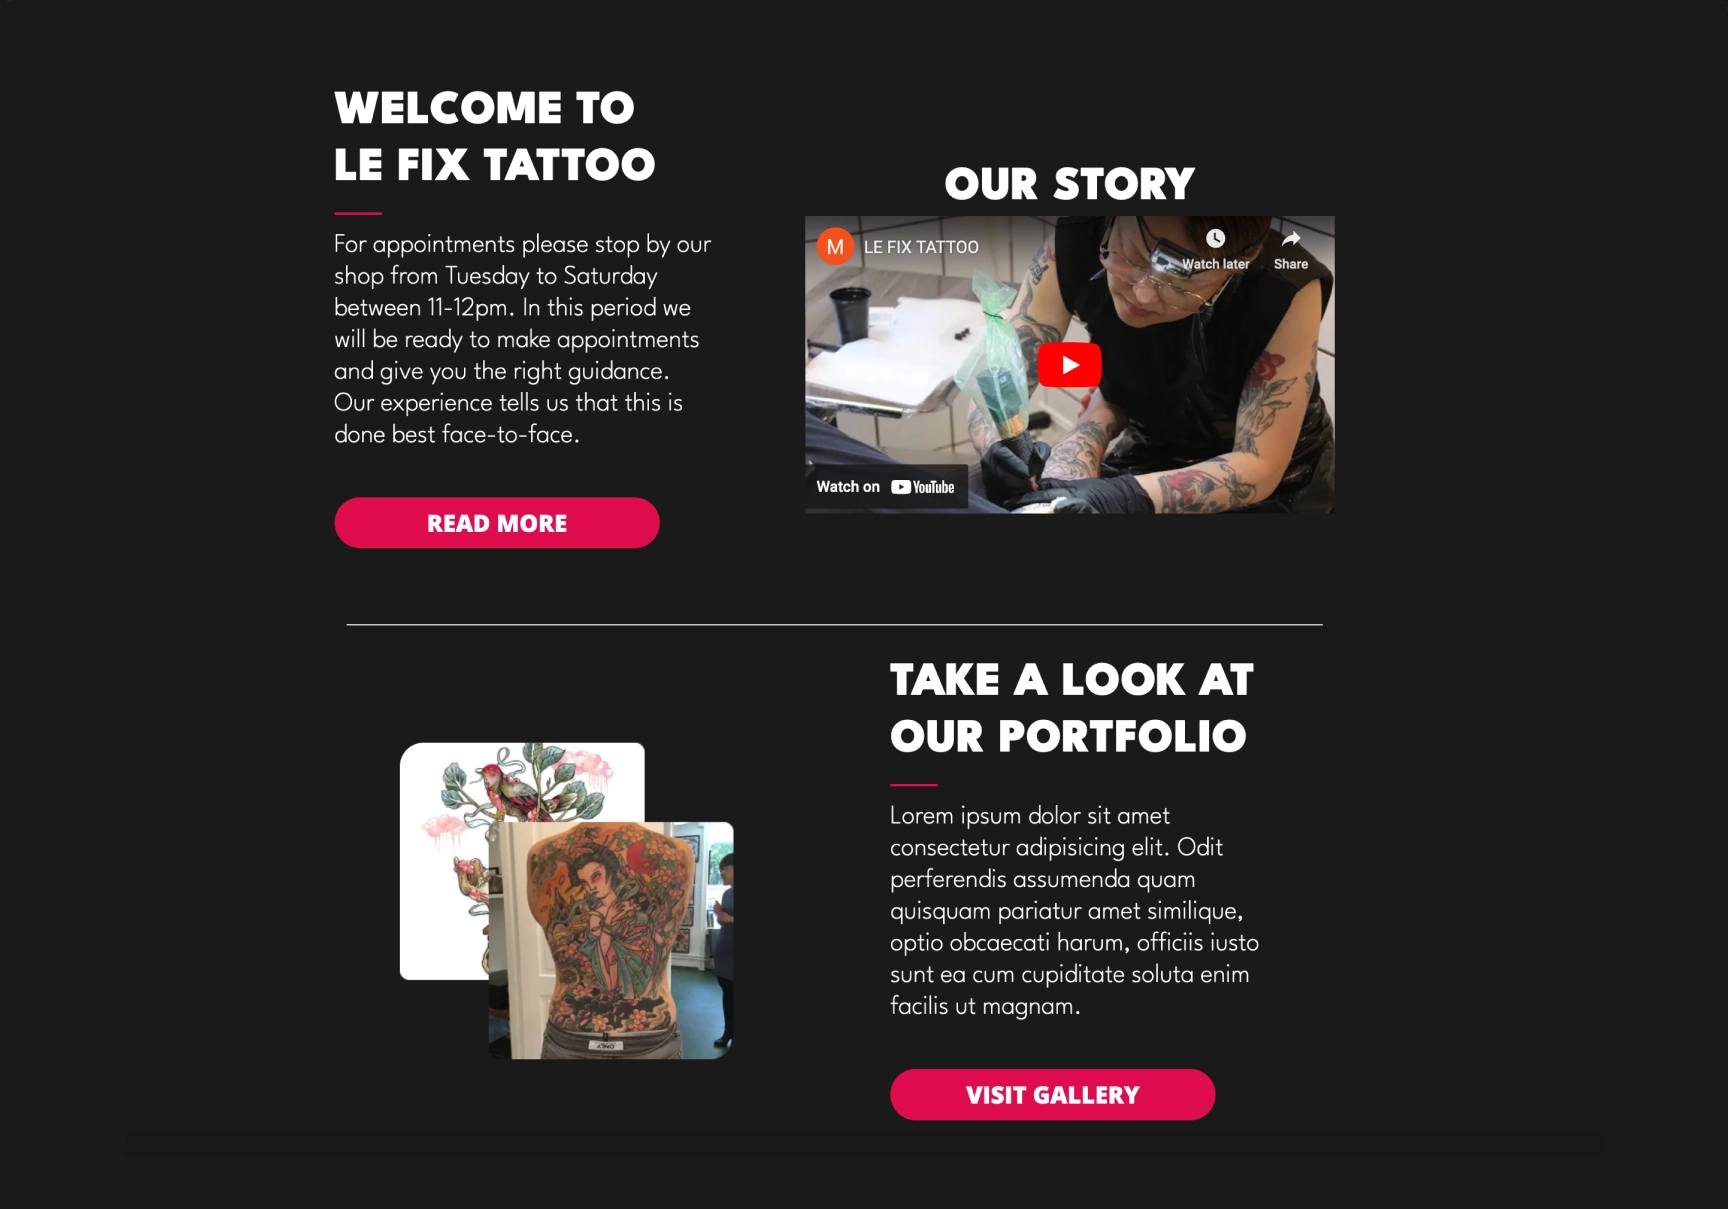 WELCOME TO
LE FIX TATTOO
For appointments please stop by our
shop from Tuesday to Saturday
between 11-12pm. In this period we
will be ready to make appointments
and give you the right guidance.
Our experience tells us that this is
done best face-to-face.
READ MORE
OUR STORY
M LE FIX TATTOO
Watch later Share
Watch on YouTube
TAKE A LOOK AT
OUR PORTFOLIO
Lorem ipsum dolor sit amet
consectetur adipisicing elit. Odit
perferendis assumenda quam
quisquam pariatur amet similique,
optio obcaecati harum, officiis iusto
sunt ea cum cupiditate soluta enim
facilis ut magnam.
VISIT GALLERY